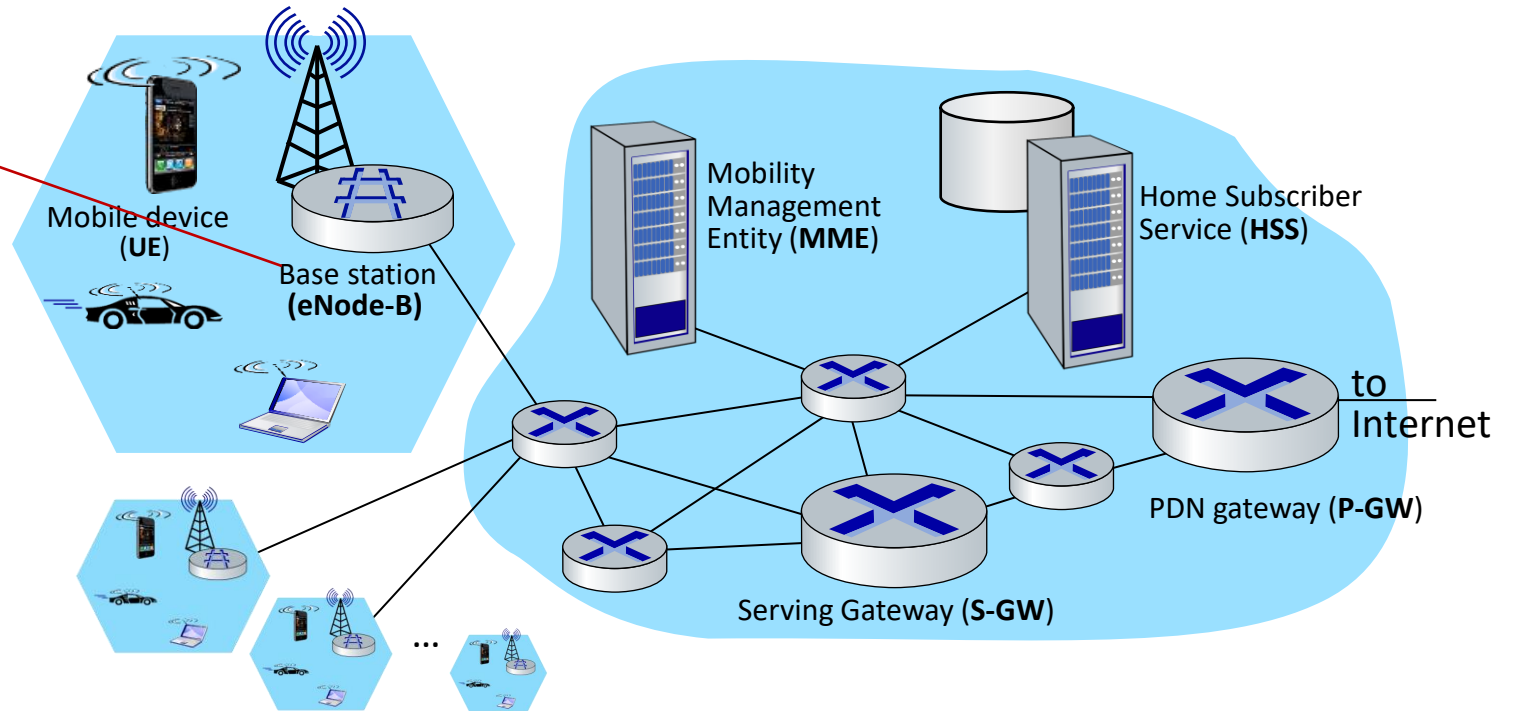 Mobile device
(UE)
Base station
(eNode-B)
Mobility
Management
Entity (MME)
Home Subscriber
Service (HSS)
to
Internet
PDN gateway (P-GW)
Serving Gateway (S-GW)
...